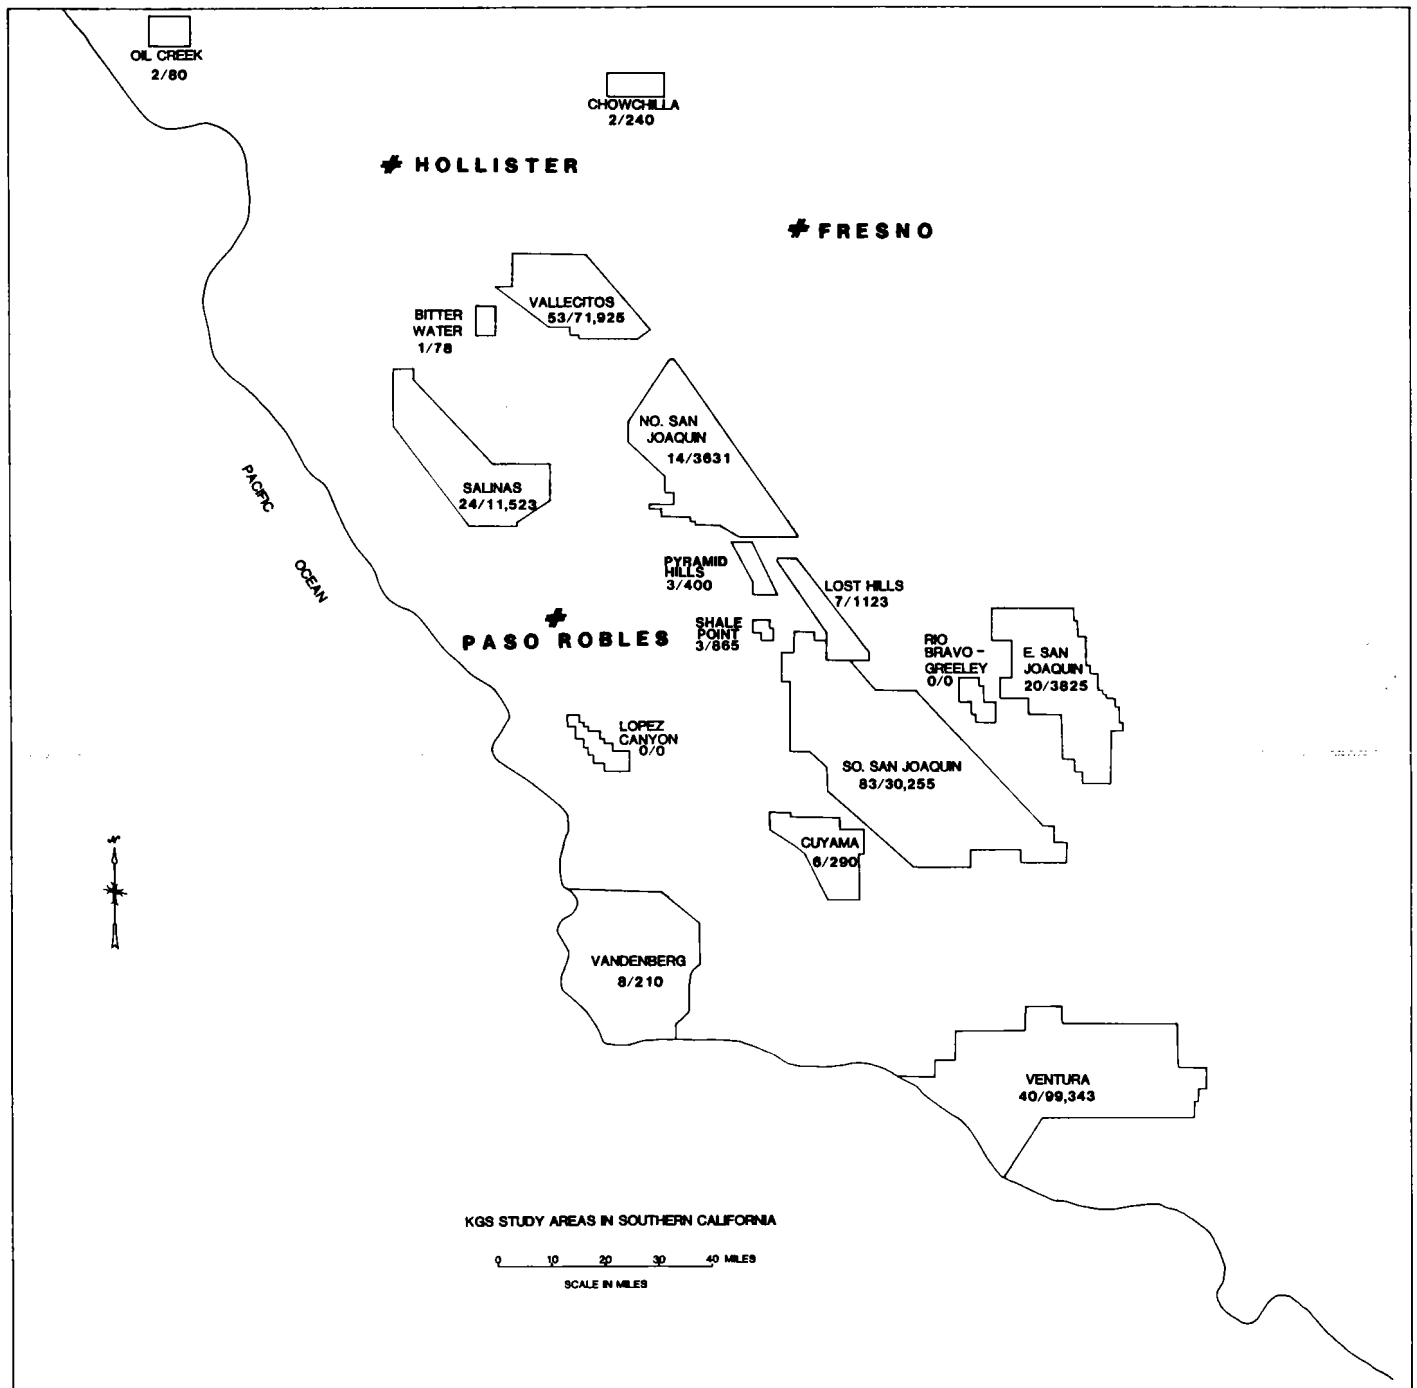 OIL CREEK
2/80
CHOWCHILLA
2/240
# HOLLISTER
# FRESNO
VALLECITOS
53/71,925
BITTER
WATER
1/78
NO. SAN
JOAQUIN
14/3631
SALINAS
24/11,523
PACIFIC
OCEAN
PYRAMID
HILLS
3/400
LOST HILLS
7/1123
SHALE
POINT
3/865
PASO ROBLES
RIO
BRAVO -
GREELEY
0/0
E. SAN
JOAQUIN
20/3825
LOPEZ
CANYON
0/0
SO. SAN JOAQUIN
83/30,255
CUYAMA
6/290
VANDENBERG
8/210
VENTURA
40/99,343
KGS STUDY AREAS IN SOUTHERN CALIFORNIA
0 10 20 30 40 MILES
SCALE IN MILES